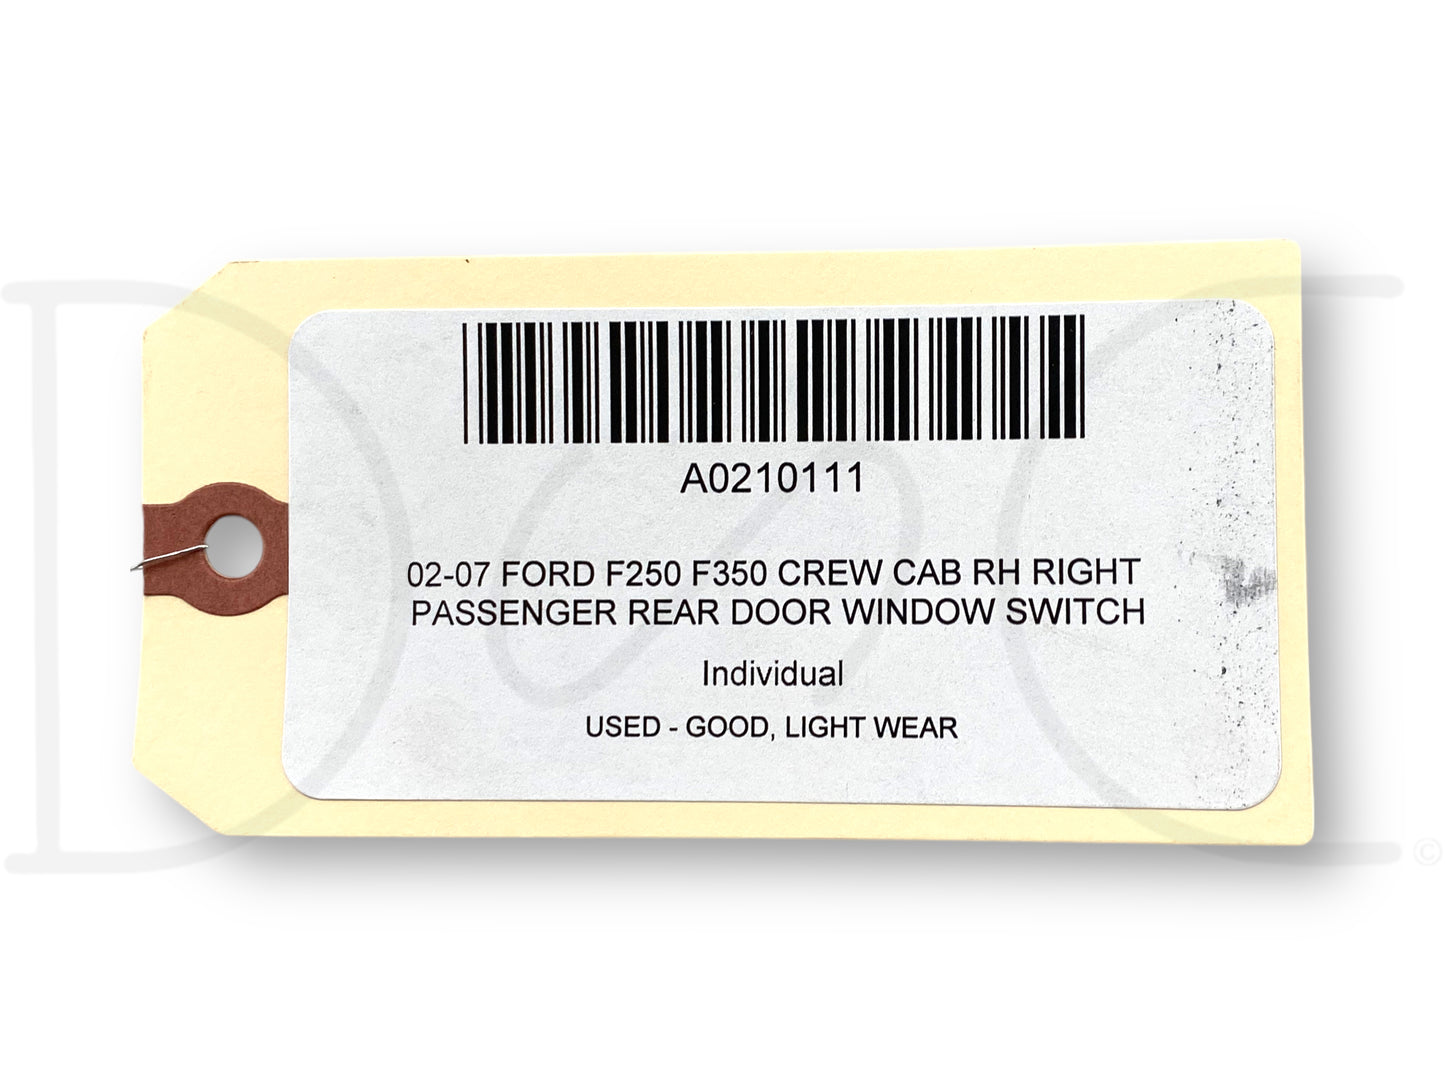 A0210111
02-07 FORD F250 F350 CREW CAB RH RIGHT
PASSENGER REAR DOOR WINDOW SWITCH
Individual
USED - GOOD, LIGHT WEAR
D C
©